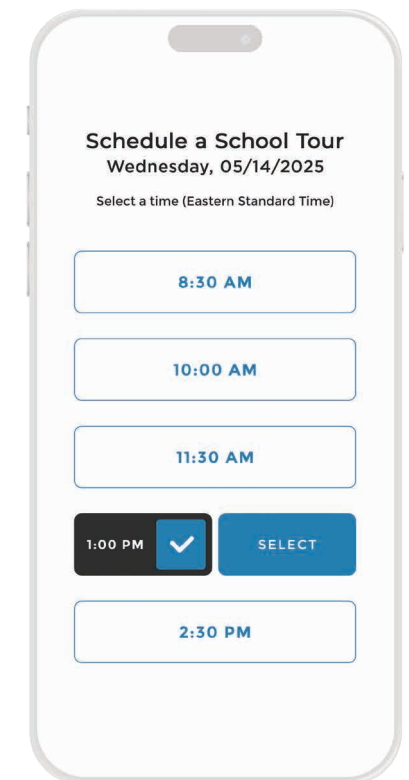 Schedule a School Tour
Wednesday, 05/14/2025
Select a time (Eastern Standard Time)
8:30 AM
10:00 AM
11:30 AM
1:00 PM SELECT
2:30 PM